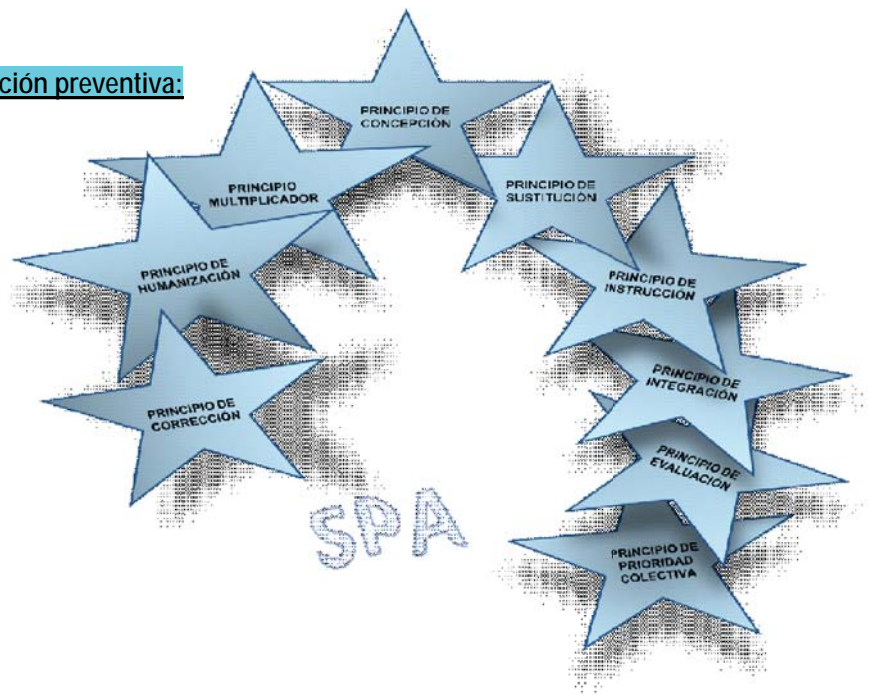 ción preventiva:
PRINCIPIO DE
CONCEPCIÓN
PRINCIPIO
MULTIPLICADOR
PRINCIPIO DE
SUSTITUCIÓN
PRINCIPIO DE
HUMANIZACIÓN
PRINCIPIO DE
INSTRUCCIÓN
PRINCIPIO DE
INTEGRACIÓN
PRINCIPIO DE
CORRECCIÓN
PRINCIPIO DE
EVALUACIÓN
SPA
PRINCIPIO DE
PRIORIDAD
COLECTIVA